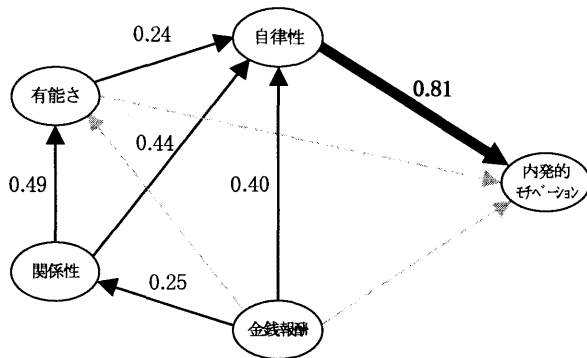 0.24
自律性
有能さ
0.81
0.44
0.49
0.40
内発的
ﾓﾁﾍﾞｰｼｮﾝ
関係性
0.25
金銭報酬